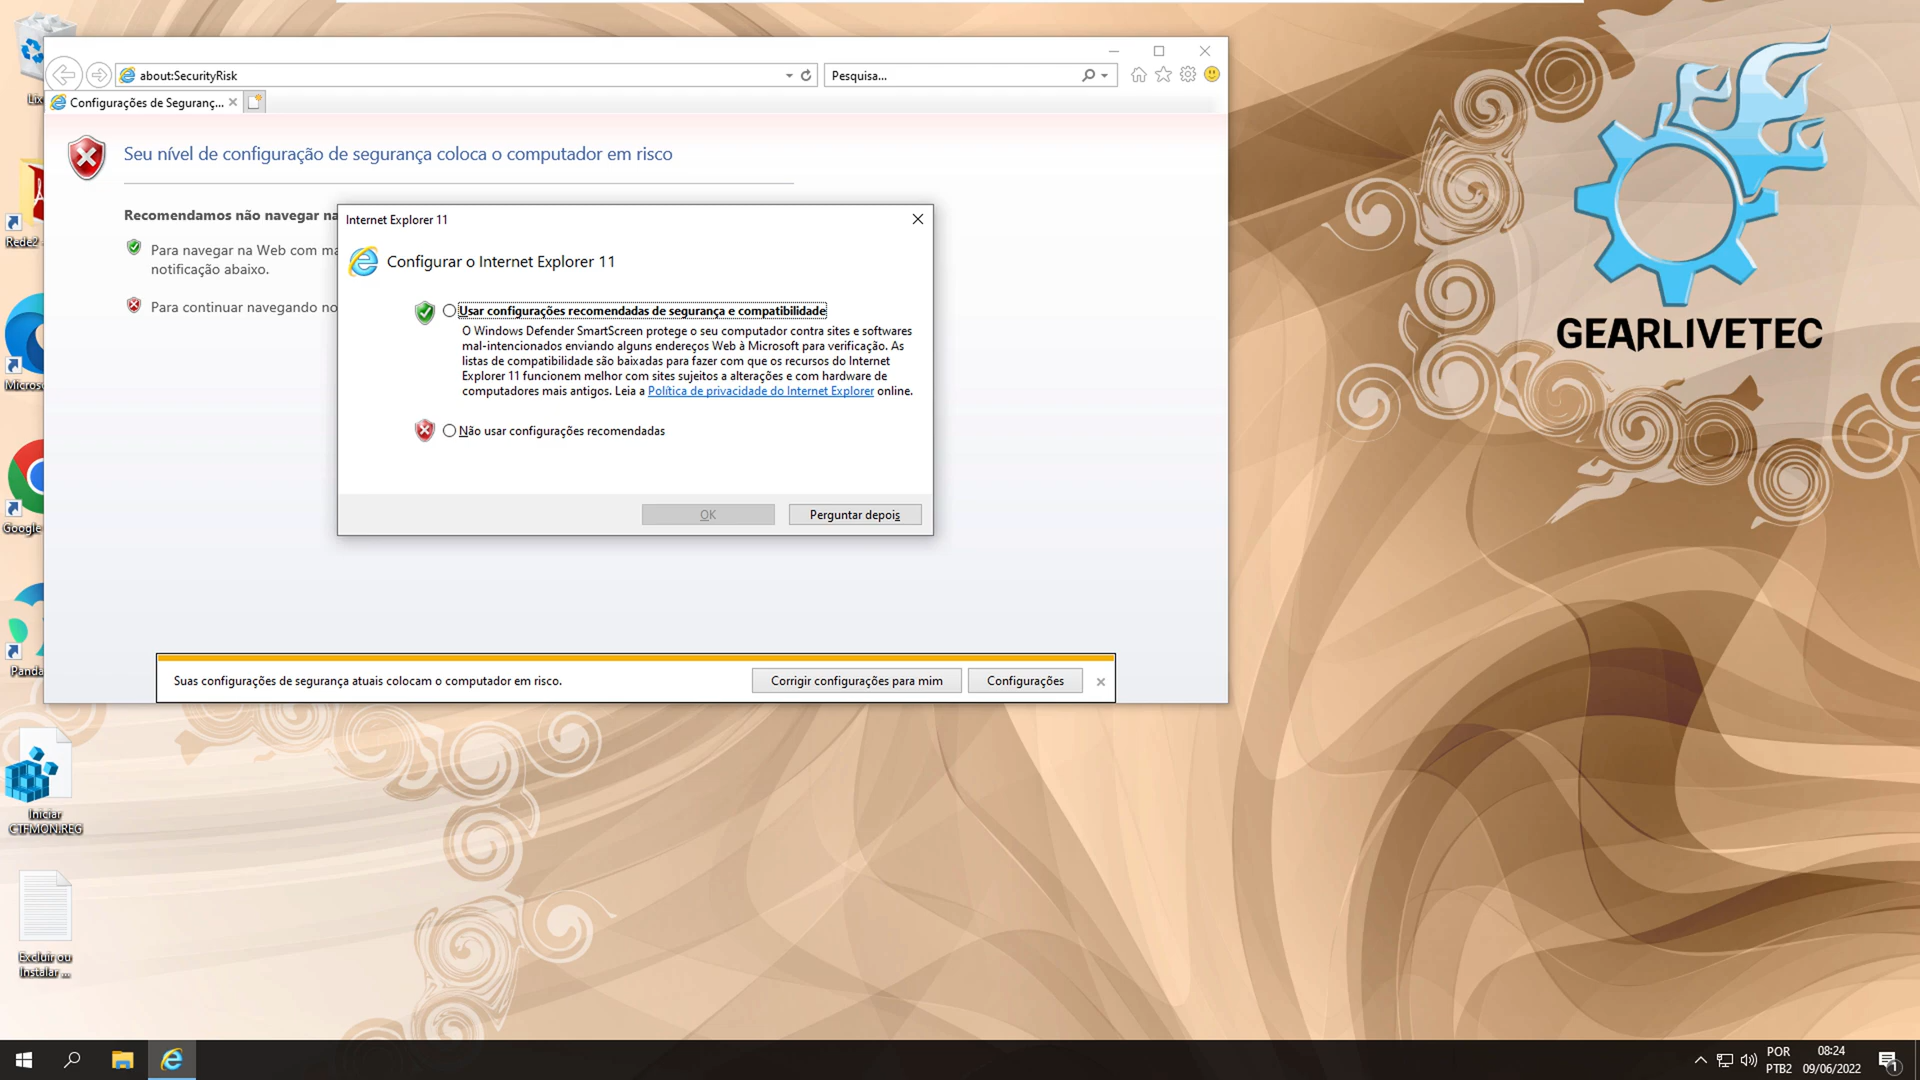 about:SecurityRisk
Pesquisa...
Configurações de Seguranç...
Seu nível de configuração de segurança coloca o computador em risco
Recomendamos não navegar na
Para navegar na Web com ma
notificação abaixo.
Para continuar navegando no
Internet Explorer 11
Configurar o Internet Explorer 11
Usar configurações recomendadas de segurança e compatibilidade
O Windows Defender SmartScreen protege o seu computador contra sites e softwares
mal-intencionados enviando alguns endereços Web à Microsoft para verificação. As
listas de compatibilidade são baixadas para fazer com que os recursos do Internet
Explorer 11 funcionem melhor com sites sujeitos a alterações e com hardware de
computadores mais antigos. Leia a Política de privacidade do Internet Explorer online.
Não usar configurações recomendadas
OK
Perguntar depois
Suas configurações de segurança atuais colocam o computador em risco.
Corrigir configurações para mim
Configurações
Lix
Rede2
Micros
Google
Panda
Iniciar
CTFMON.REG
Excluir ou
Instalar ...
GEARLIVETEC
POR
PTB2
08:24
09/06/2022
1